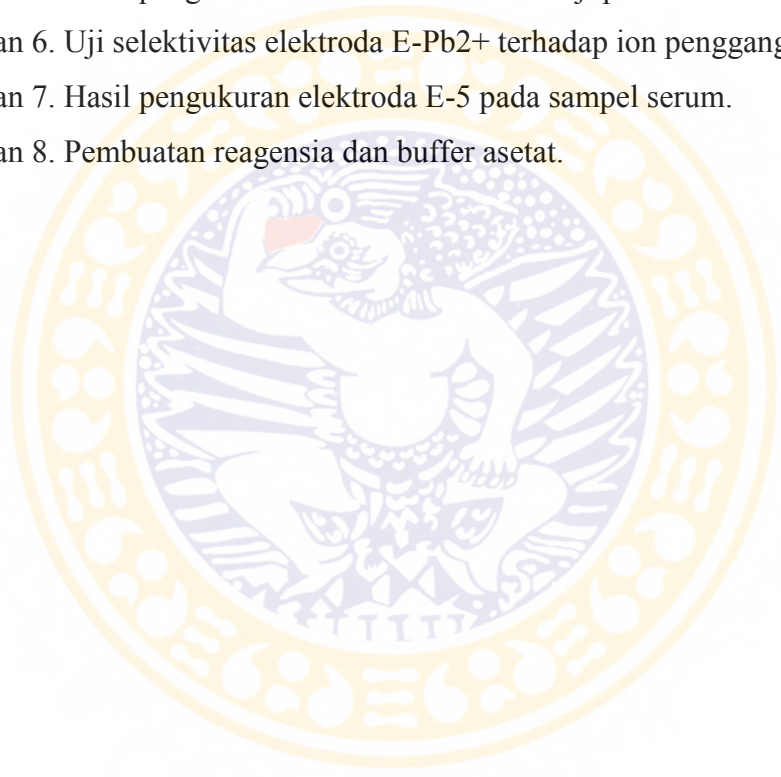 an 6. Uji selektivitas elektroda E-Pb2+ terhadap ion penggang
an 7. Hasil pengukuran elektroda E-5 pada sampel serum.
an 8. Pembuatan reagensia dan buffer asetat.